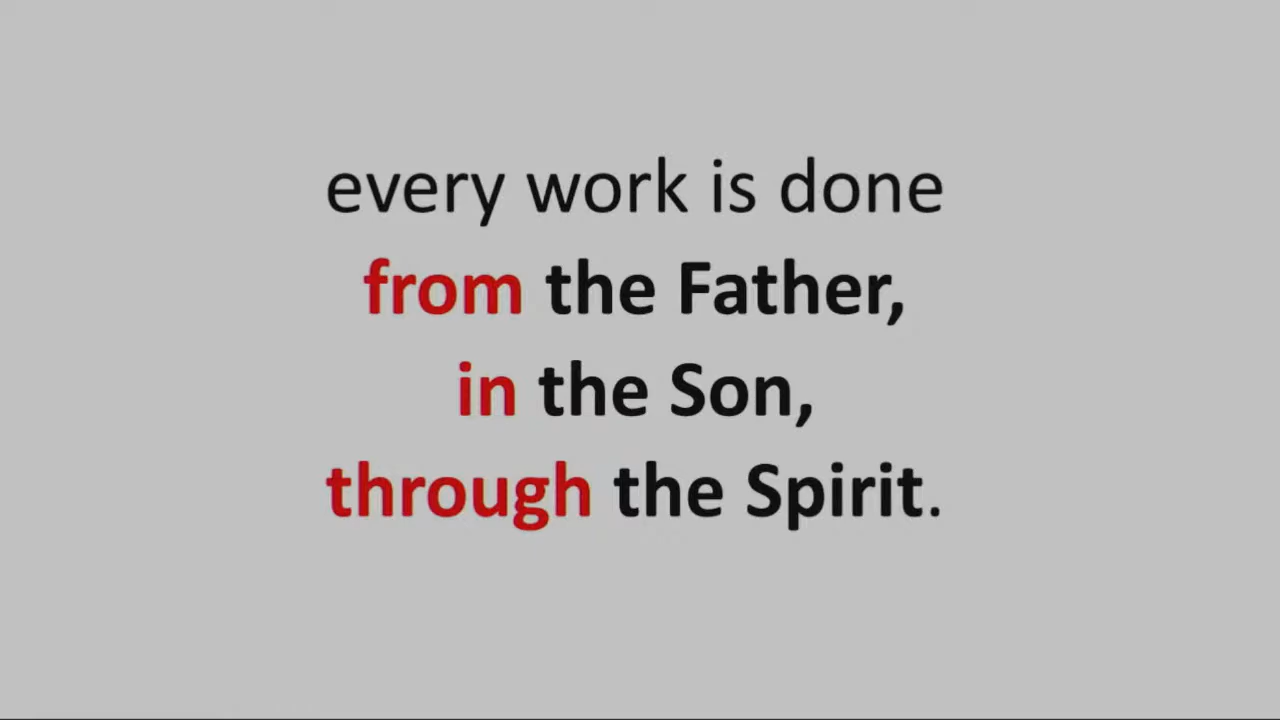 every work is done
from the Father,
in the Son,
through the Spirit.